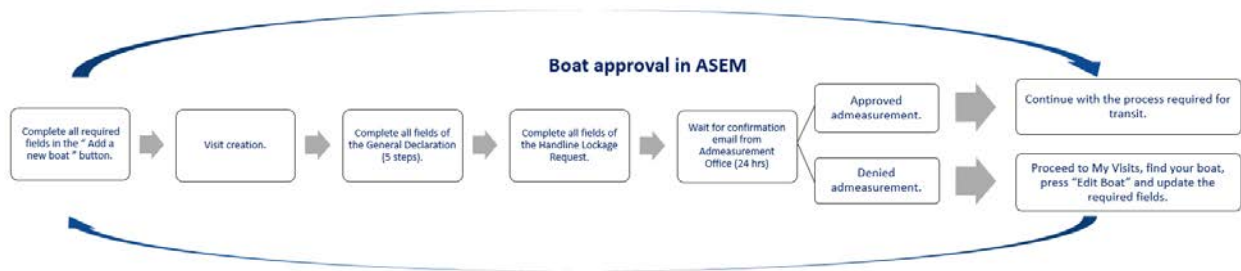 Boat approval in ASEM
Complete all required
fields in the “ Add a
new boat ” button.
Visit creation.
Complete all fields of
the General Declaration
(5 steps).
Complete all fields of
the Handline Lockage
Request.
Wait for confirmation
email from
Admeasurement
Office (24 hrs)
Approved
admeasurement.
Continue with the process required for
transit.
Denied
admeasurement.
Proceed to My Visits, find your boat,
press “Edit Boat” and update the
required fields.